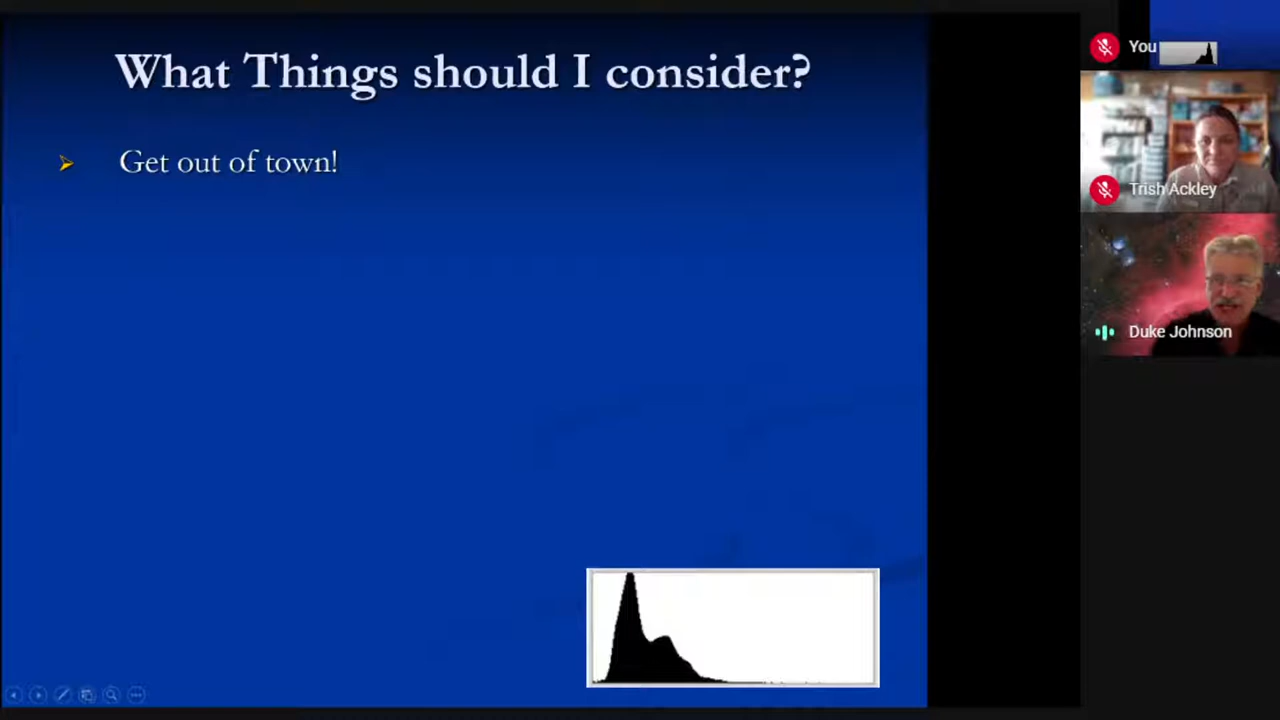 What Things should I consider?
Get out of town!
You
Trish Ackley
Duke Johnson